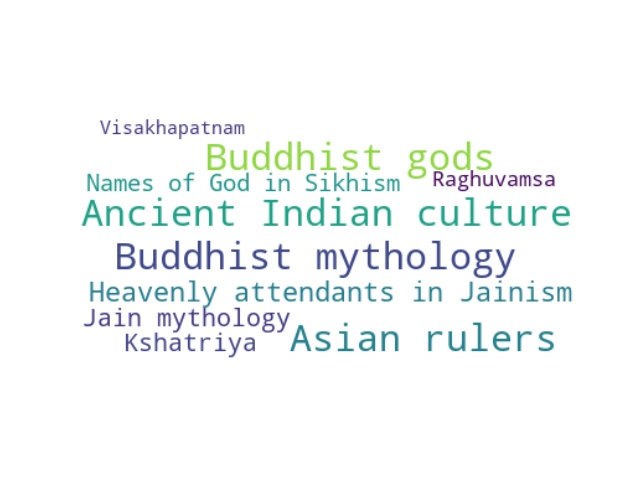 Visakhapatnam
Buddhist gods
Names of God in Sikhism
Raghuvamsa
Ancient Indian culture
Buddhist mythology
Heavenly attendants in Jainism
Jain mythology
Kshatriya
Asian rulers